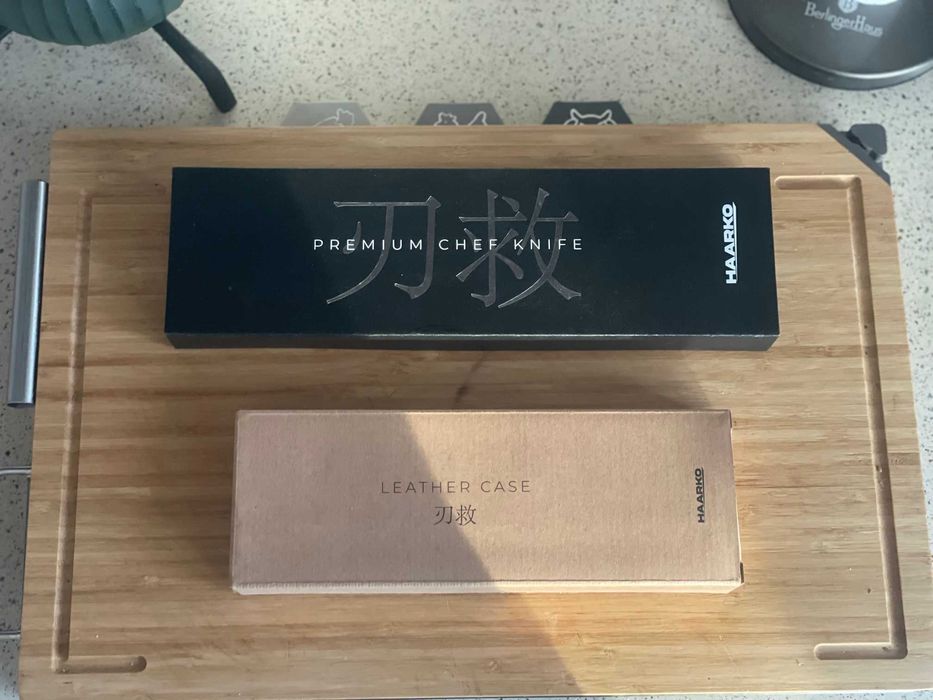 BerlingerHaus
刃救
PREMIUM CHEF KNIFE
HAARKO
LEATHER CASE
刃救
HAARKO